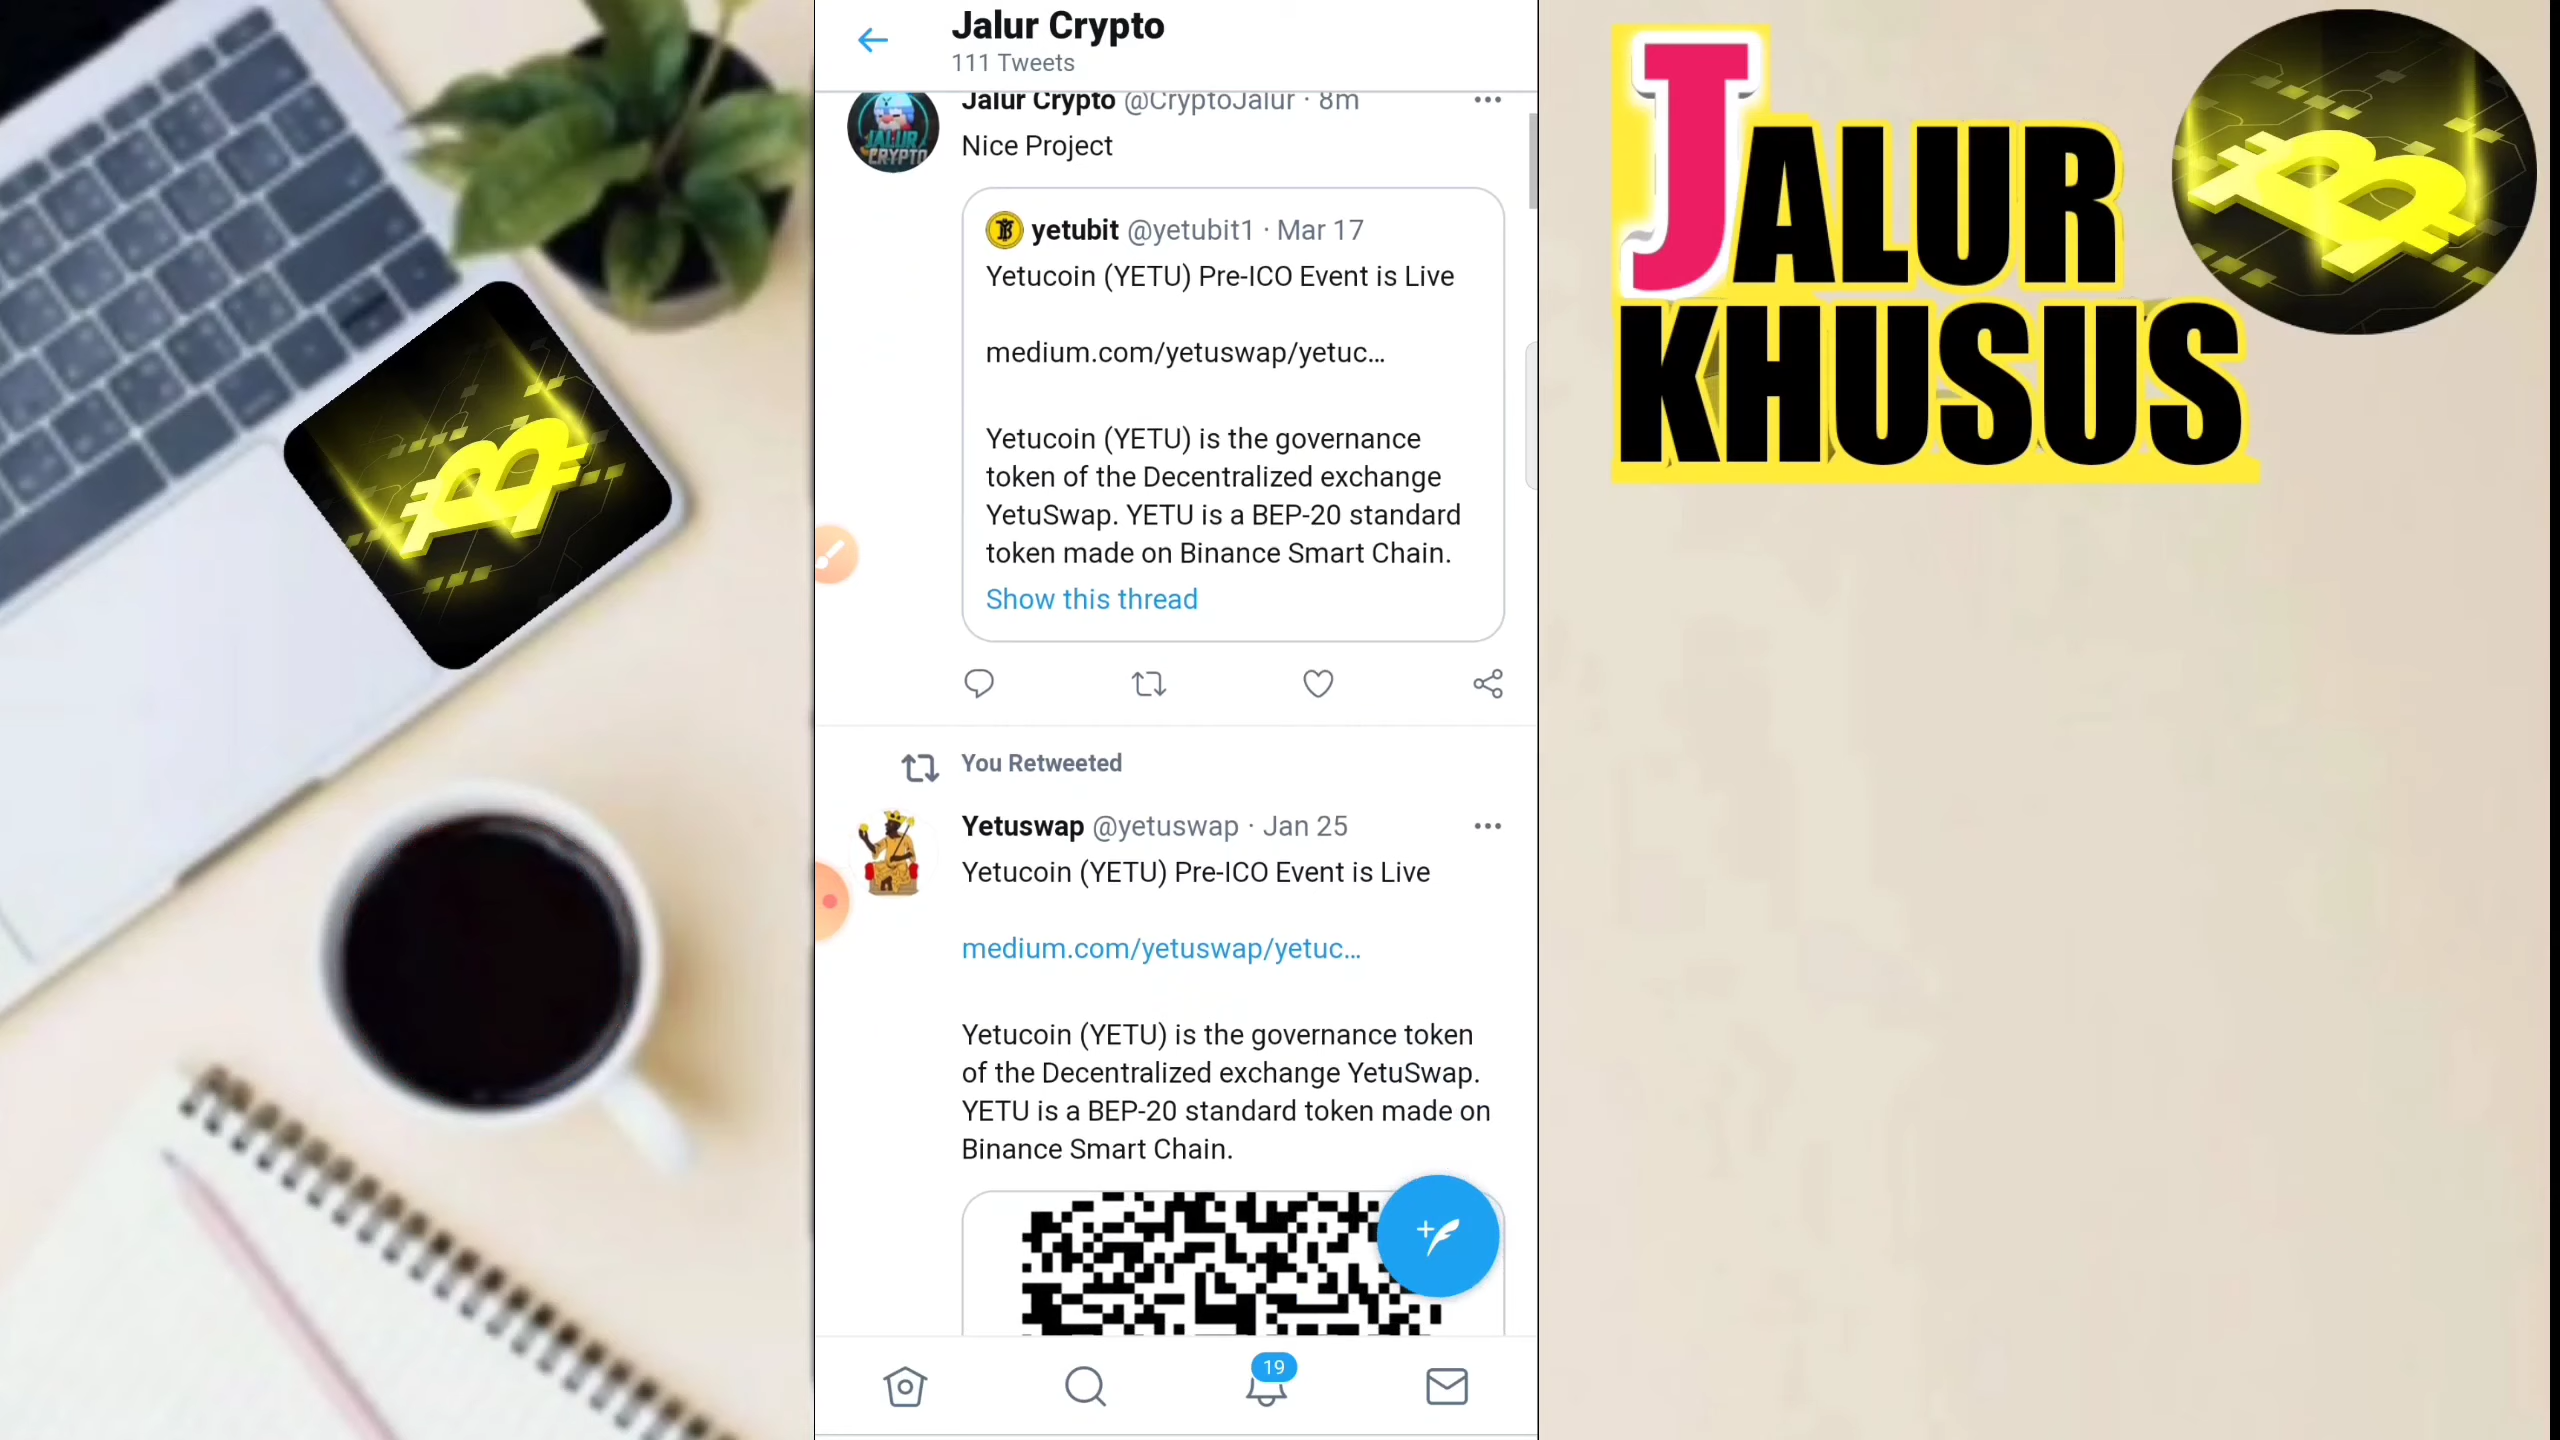 Jalur Crypto
111 Tweets
Jalur Crypto @CryptoJalur · 8m
Nice Project
JALUR
CRYPTO
yetubit @yetubit1 · Mar 17
Yetucoin (YETU) Pre-ICO Event is Live
medium.com/yetuswap/yetuc...
Yetucoin (YETU) is the governance
token of the Decentralized exchange
YetuSwap. YETU is a BEP-20 standard
token made on Binance Smart Chain.
Show this thread
You Retweeted
Yetuswap @yetuswap · Jan 25
Yetucoin (YETU) Pre-ICO Event is Live
medium.com/yetuswap/yetuc...
Yetucoin (YETU) is the governance token
of the Decentralized exchange YetuSwap.
YETU is a BEP-20 standard token made on
Binance Smart Chain.
19
JALUR
KHUSUS